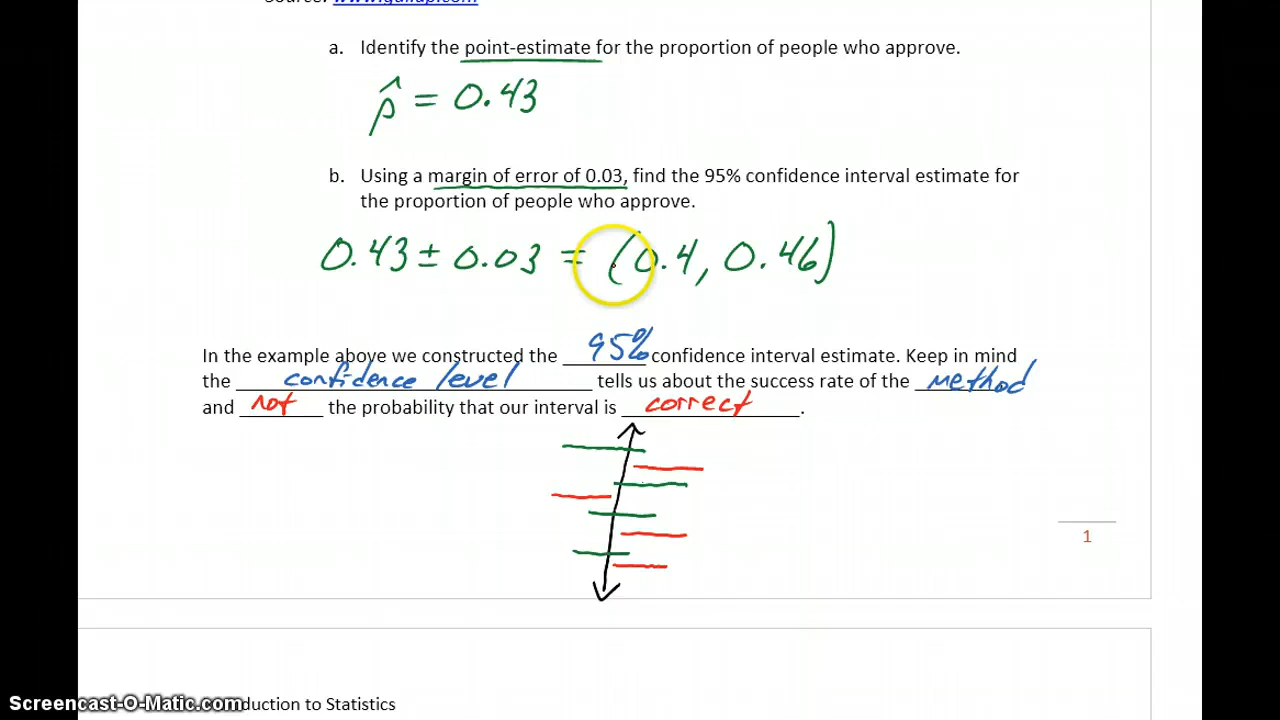 a. Identify the point-estimate for the proportion of people who approve.
p̂ = 0.43
b. Using a margin of error of 0.03, find the 95% confidence interval estimate for
the proportion of people who approve.
0.43 ± 0.03 = (0.4, 0.46)
In the example above we constructed the 95% confidence interval estimate. Keep in mind
the confidence level tells us about the success rate of the method
and not the probability that our interval is correct.
1
Screencast-O-Matic.com duction to Statistics